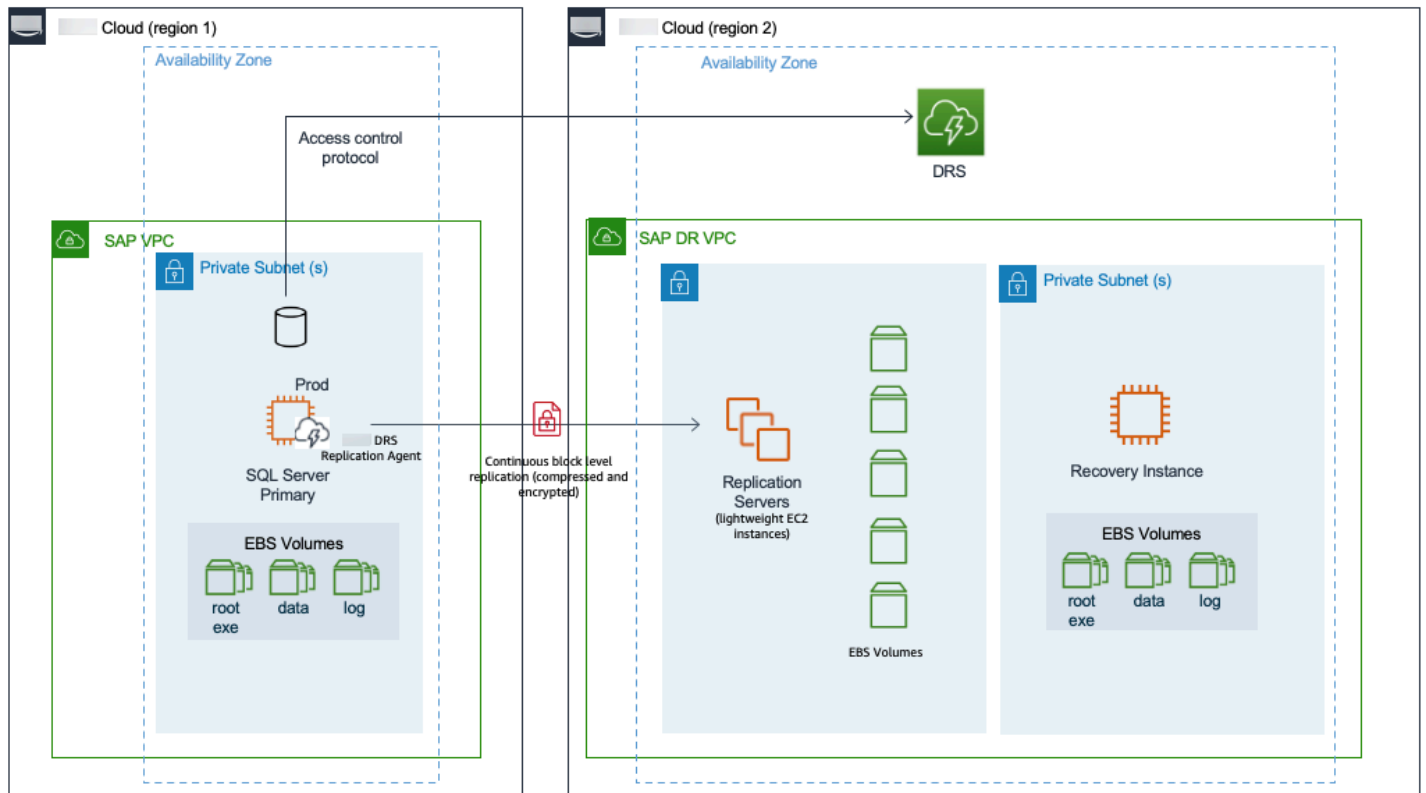 Cloud (region 1)
Availability Zone
Access control
protocol
SAP VPC
Private Subnet (s)
Prod
DRS
Replication Agent
SQL Server
Primary
EBS Volumes
root
exe
data
log
Continuous block level
replication (compressed and
encrypted)
Cloud (region 2)
Availability Zone
DRS
SAP DR VPC
Replication
Servers
(lightweight EC2
instances)
EBS Volumes
Private Subnet (s)
Recovery Instance
EBS Volumes
root
exe
data
log